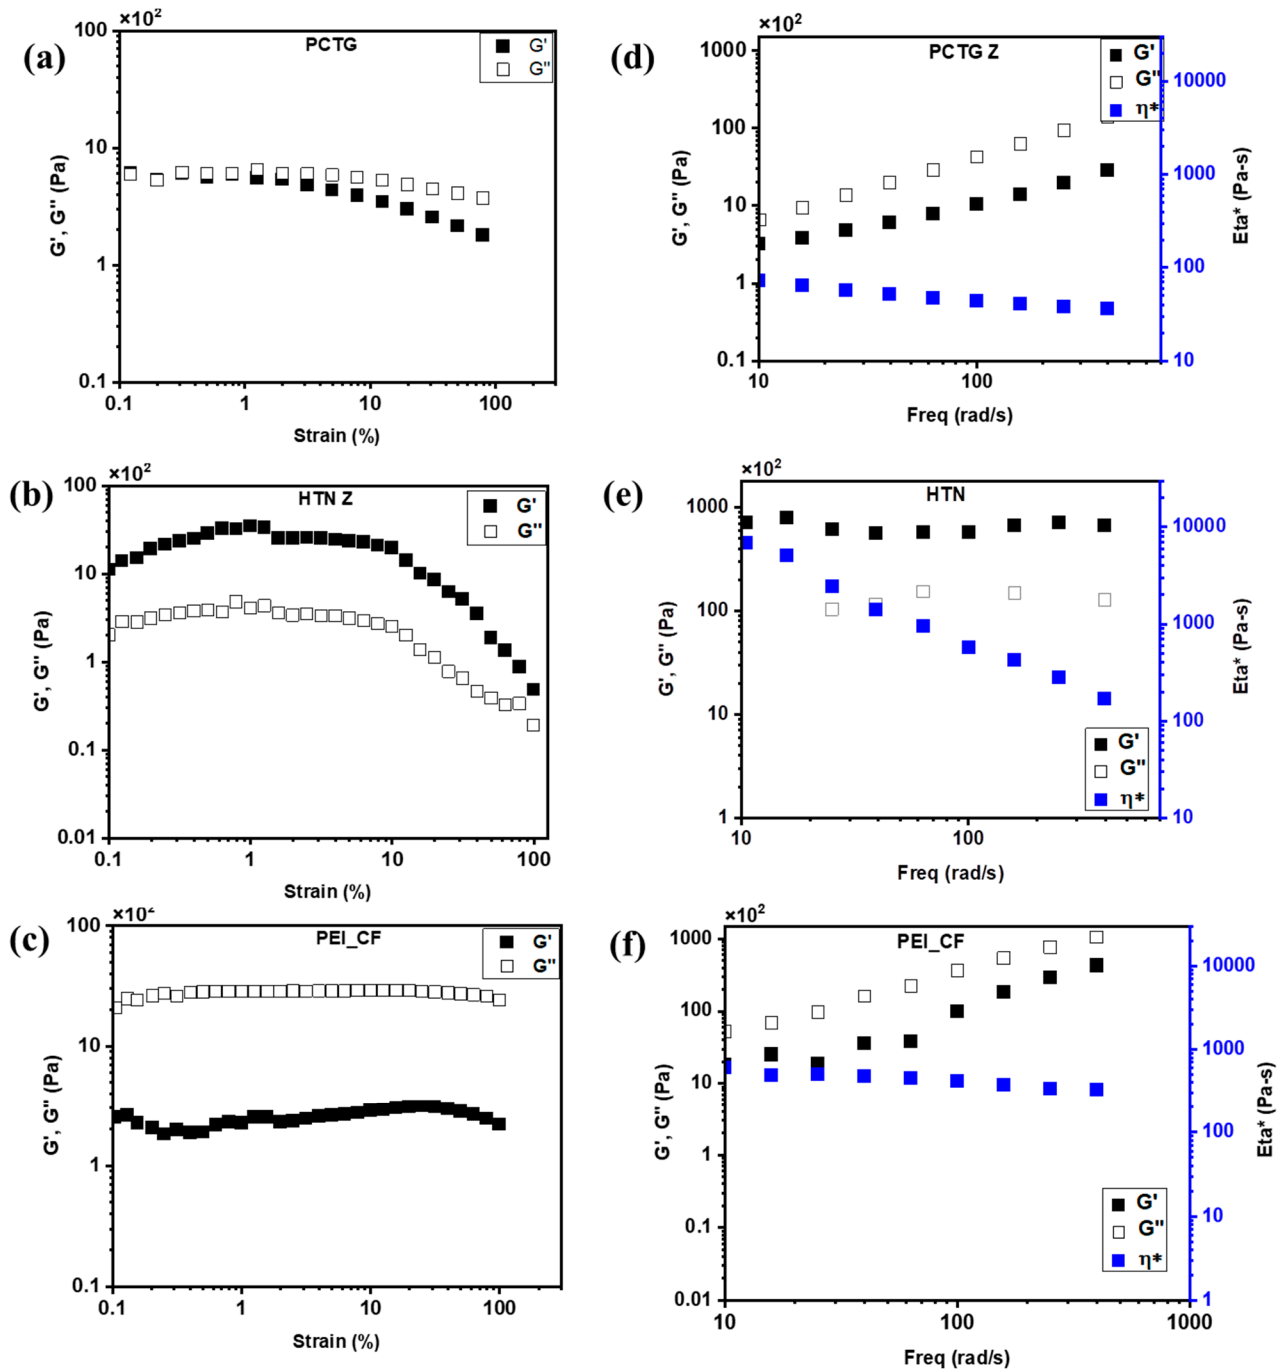 (a)
×10²
PCTG
G'
G''
100
10
1
0.1
G', G'' (Pa)
0.1 1 10 100
Strain (%)
(d)
×10²
PCTG Z
G'
G''
η*
1000
100
10
1
0.1
G', G'' (Pa)
10000
1000
100
10
Eta* (Pa-s)
10 100
Freq (rad/s)
(b)
×10²
HTN Z
G'
G''
100
10
1
0.1
0.01
G', G'' (Pa)
0.1 1 10 100
Strain (%)
(e)
×10²
HTN
1000
100
10
1
G', G'' (Pa)
10000
1000
100
10
Eta* (Pa-s)
G'
G''
η*
10 100
Freq (rad/s)
(c)
×10²
PEI_CF
G'
G''
100
10
1
0.1
G', G'' (Pa)
0.1 1 10 100
Strain (%)
(f)
×10²
PEI_CF
1000
100
10
1
0.1
0.01
G', G'' (Pa)
10000
1000
100
10
1
Eta* (Pa-s)
G'
G''
η*
10 100 1000
Freq (rad/s)